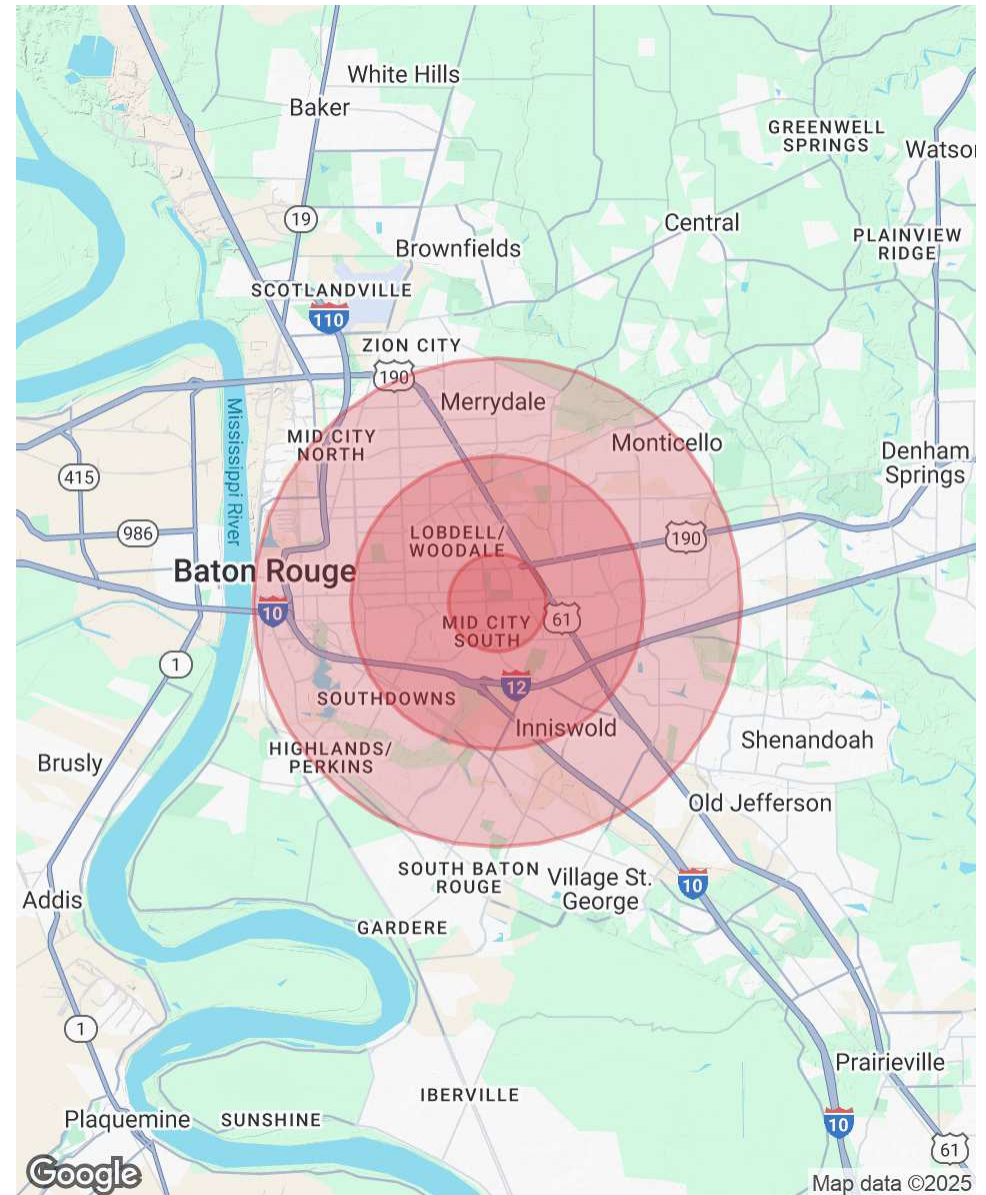 White Hills
Baker
GREENWELL
SPRINGS
Watso
19
Central
Brownfields
PLAINVIEW
RIDGE
SCOTLANDVILLE
110
ZION CITY
190
Merrydale
MID CITY
NORTH
Monticello
Denham
Springs
415
Mississippi River
986
LOBDELL/
WOODALE
190
Baton Rouge
10
MID CITY
SOUTH
61
1
12
SOUTHDOWNS
Inniswold
HIGHLANDS/
PERKINS
Shenandoah
Brusly
Old Jefferson
SOUTH BATON
ROUGE
Village St.
George
10
Addis
GARDERE
1
Prairieville
IBERVILLE
Plaquemine
SUNSHINE
10
61
Google
Map data ©2025